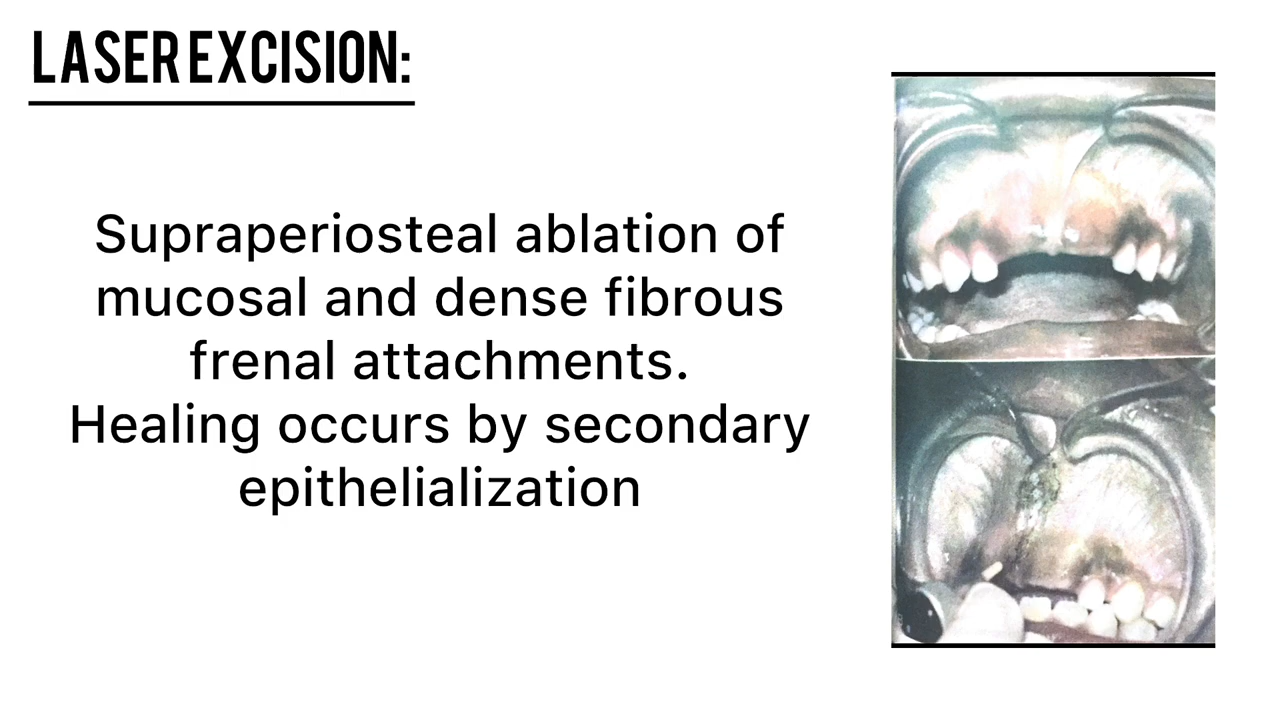 LASER EXCISION:
Supraperiosteal ablation of
mucosal and dense fibrous
frenal attachments.
Healing occurs by secondary
epithelialization